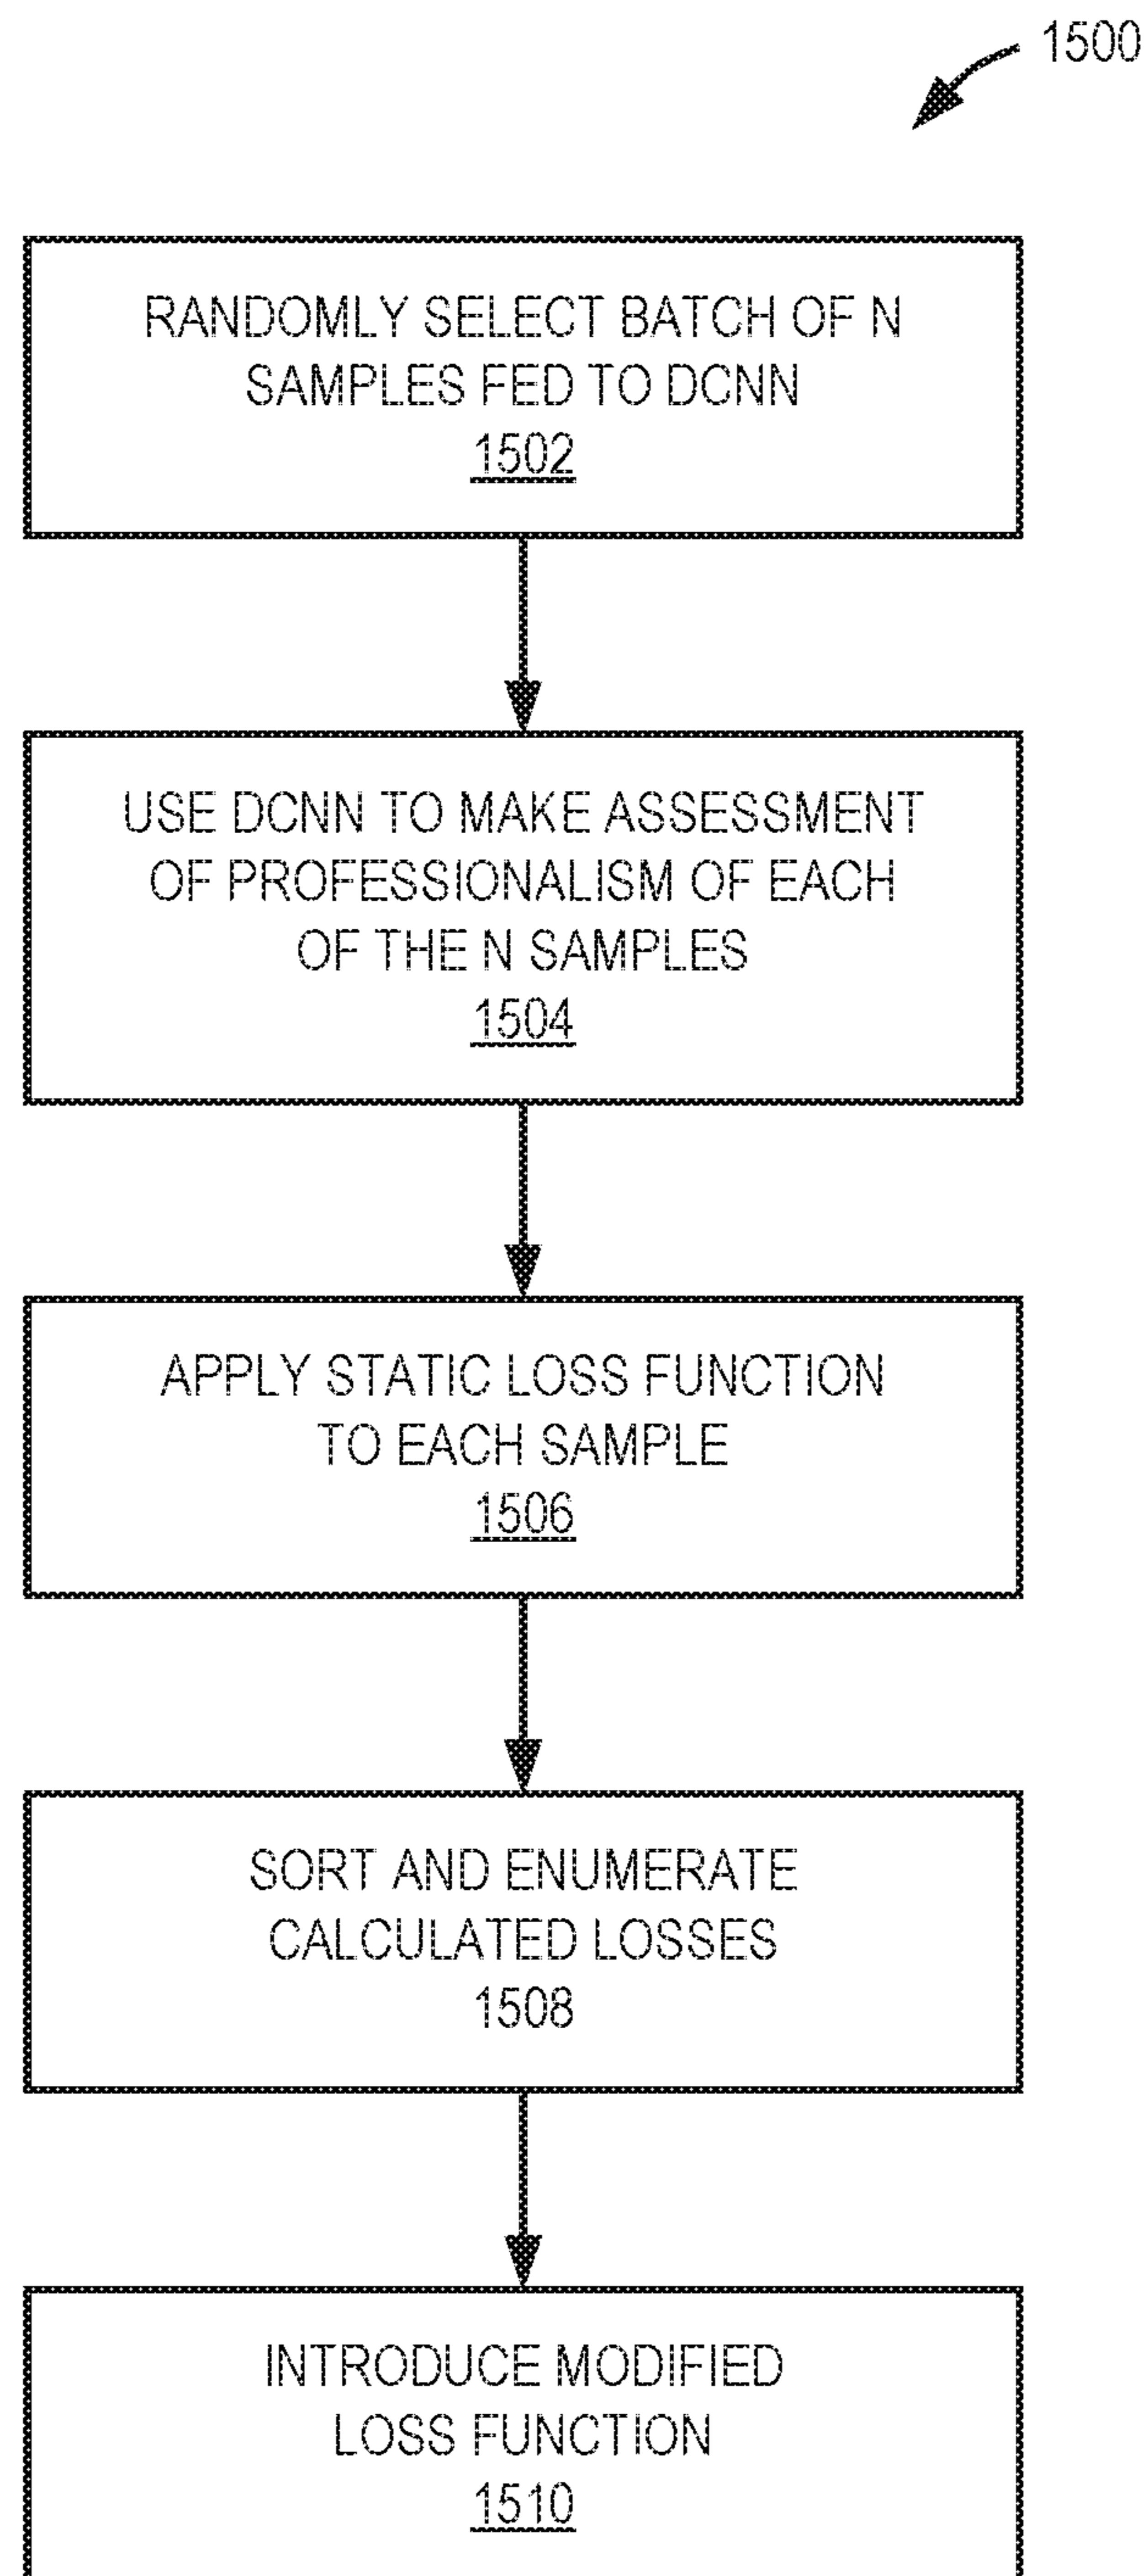 1500
RANDOMLY SELECT BATCH OF N
SAMPLES FED TO DCNN
1502
USE DCNN TO MAKE ASSESSMENT
OF PROFESSIONALISM OF EACH
OF THE N SAMPLES
1504
APPLY STATIC LOSS FUNCTION
TO EACH SAMPLE
1506
SORT AND ENUMERATE
CALCULATED LOSSES
1508
INTRODUCE MODIFIED
LOSS FUNCTION
1510